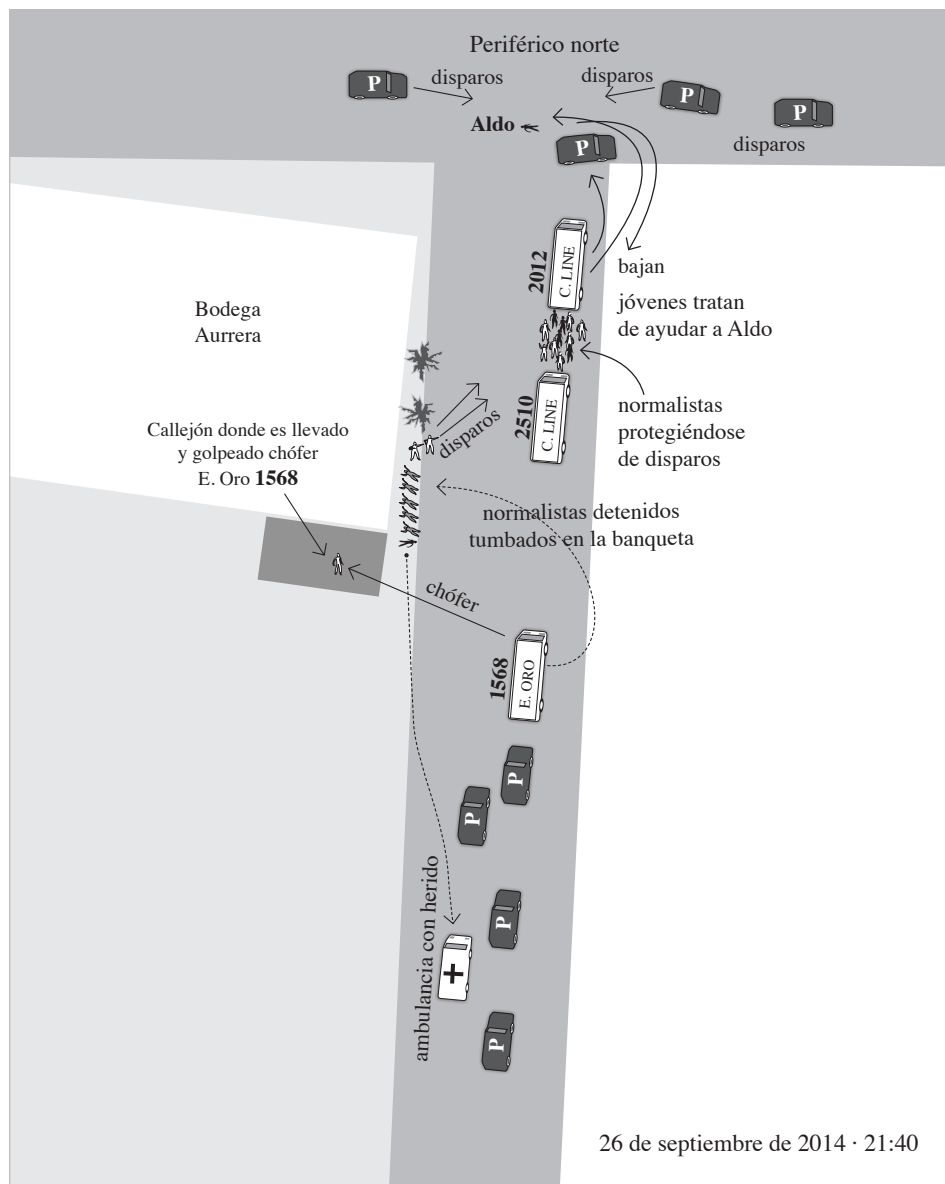 Periférico norte
P
disparos
disparos
P
P
Aldo
disparos
P
2012
C. LINE
bajan
jóvenes tratan
de ayudar a Aldo
Bodega
Aurrera
2510
C. LINE
normalistas
protegiéndose
de disparos
disparos
Callejón donde es llevado
y golpeado chófer
E. Oro 1568
normalistas detenidos
tumbados en la banqueta
chófer
1568
E. ORO
P
P
ambulancia con herido
P
P
26 de septiembre de 2014 · 21:40